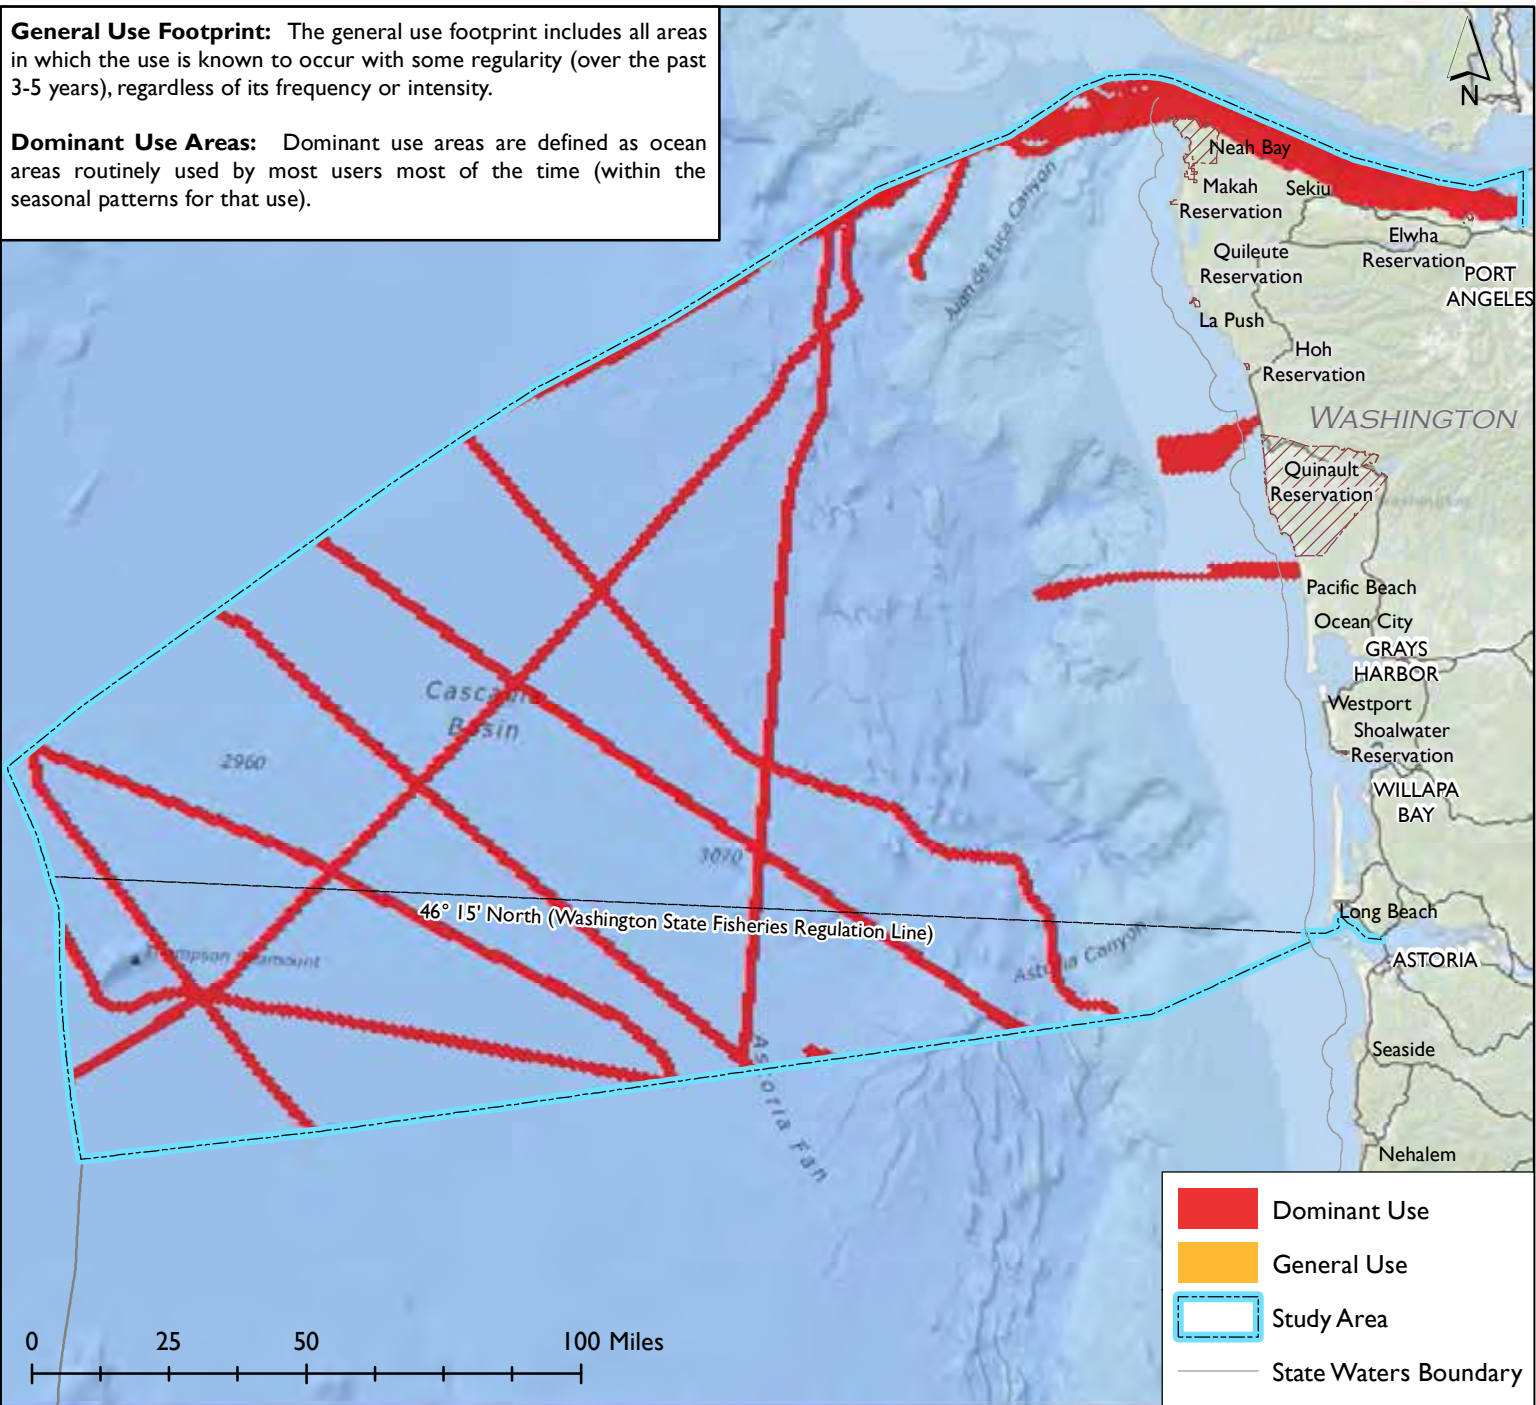 General Use Footprint: The general use footprint includes all areas
in which the use is known to occur with some regularity (over the past
3-5 years), regardless of its frequency or intensity.
Dominant Use Areas: Dominant use areas are defined as ocean
areas routinely used by most users most of the time (within the
seasonal patterns for that use).
N
Neah Bay
Makah
Reservation
Sekiu
Elwha
Reservation
PORT
ANGELES
Juan de Fuca Canyon
Quileute
Reservation
La Push
Hoh
Reservation
WASHINGTON
Quinault
Reservation
Washington
Pacific Beach
Ocean City
GRAYS
HARBOR
Westport
Shoalwater
Reservation
WILLAPA
BAY
Cascadia
Basin
2960
3070
46° 15' North (Washington State Fisheries Regulation Line)
Long Beach
ASTORIA
Thompson Seamount
Astoria Canyon
Astoria Fan
Seaside
Nehalem
0 25 50 100 Miles
Dominant Use
General Use
Study Area
State Waters Boundary